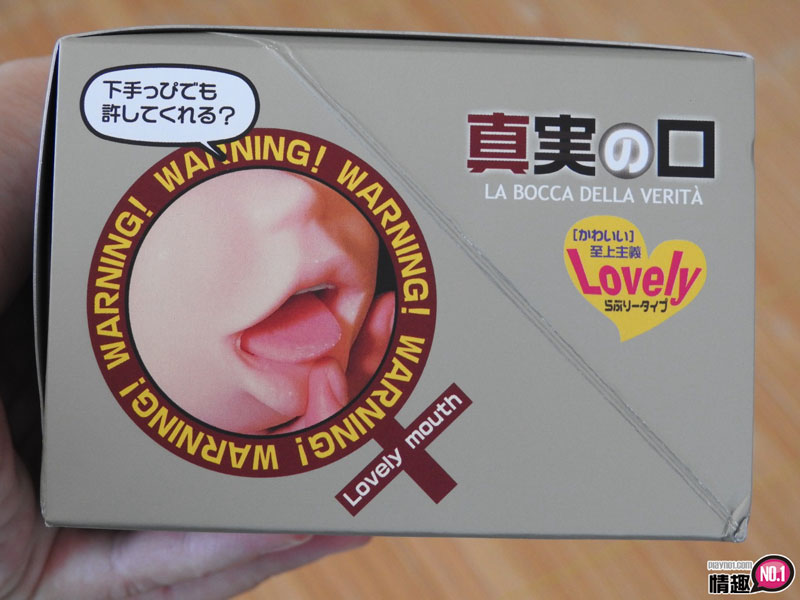 下手っぴでも
許してくれる?
WARNING! WARNING! WARNING! WARNING! WARNING! WARNING!
Lovely mouth
真実の口
LA BOCCA DELLA VERITÀ
[かわいい]
至上主義
Lovely
らぶりータイプ
playno1.com
情趣 NO.1